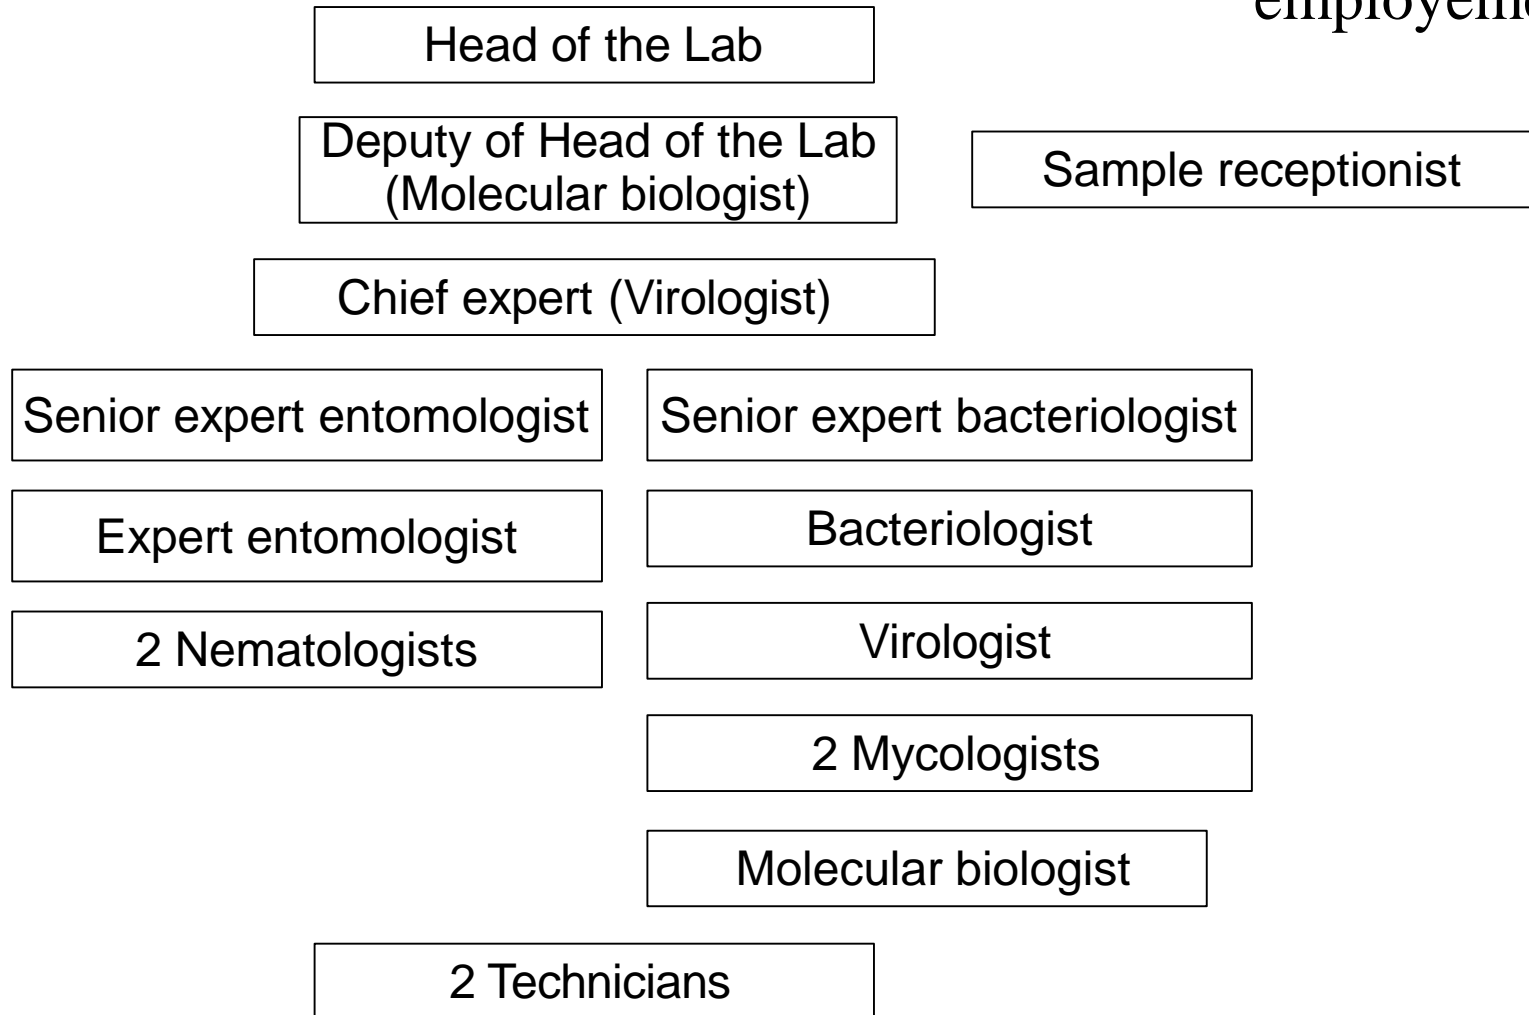 Head of the Lab
Deputy of Head of the Lab
(Molecular biologist)
Sample receptionist
Chief expert (Virologist)
Senior expert entomologist
Senior expert bacteriologist
Expert entomologist
Bacteriologist
2 Nematologists
Virologist
2 Mycologists
Molecular biologist
2 Technicians